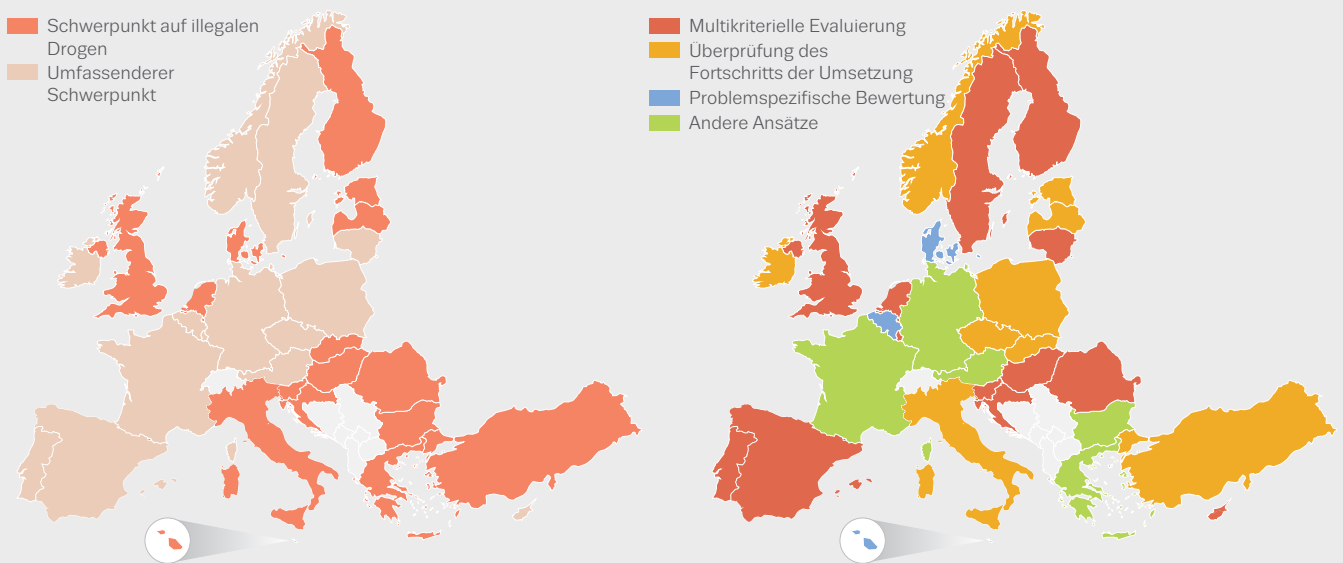 Schwerpunkt auf illegalen
Drogen
Umfassenderer
Schwerpunkt
Multikriterielle Evaluierung
Überprüfung des
Fortschritts der Umsetzung
Problemspezifische Bewertung
Andere Ansätze